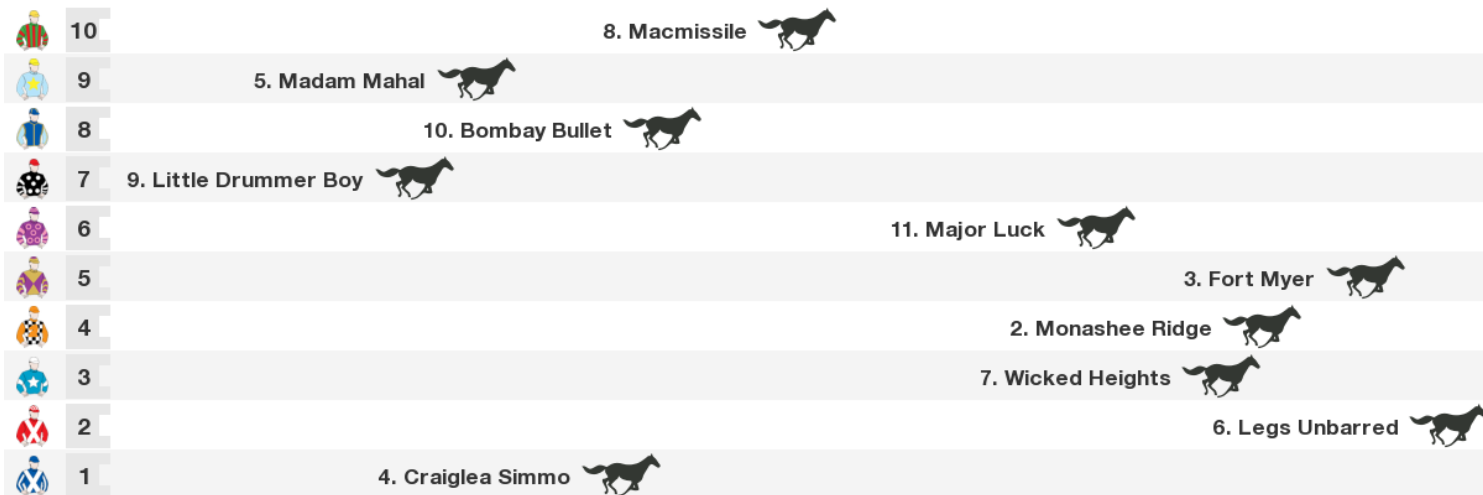 10 8. Macmissile
9 5. Madam Mahal
8 10. Bombay Bullet
7 9. Little Drummer Boy
6 11. Major Luck
5 3. Fort Myer
4 2. Monashee Ridge
3 7. Wicked Heights
2 6. Legs Unbarred
1 4. Craiglea Simmo